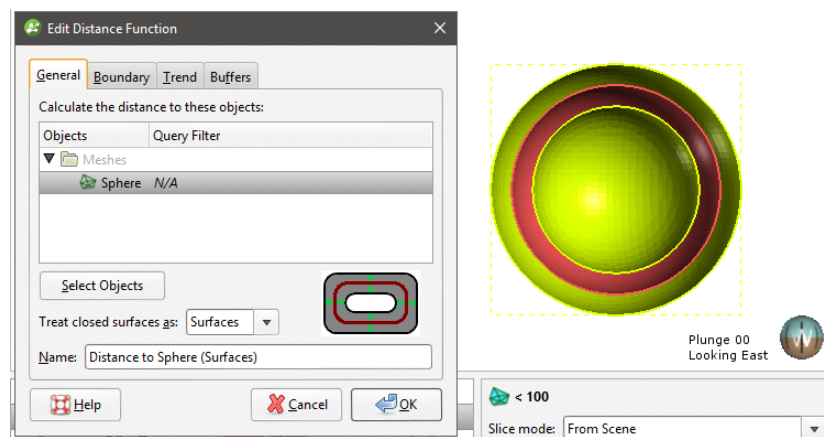 Edit Distance Function
General Boundary Trend Buffers
Calculate the distance to these objects:
Objects Query Filter
Meshes
Sphere N/A
Select Objects
Treat closed surfaces as: Surfaces
Name: Distance to Sphere (Surfaces)
Help Cancel OK
Plunge 00
Looking East
< 100
Slice mode: From Scene